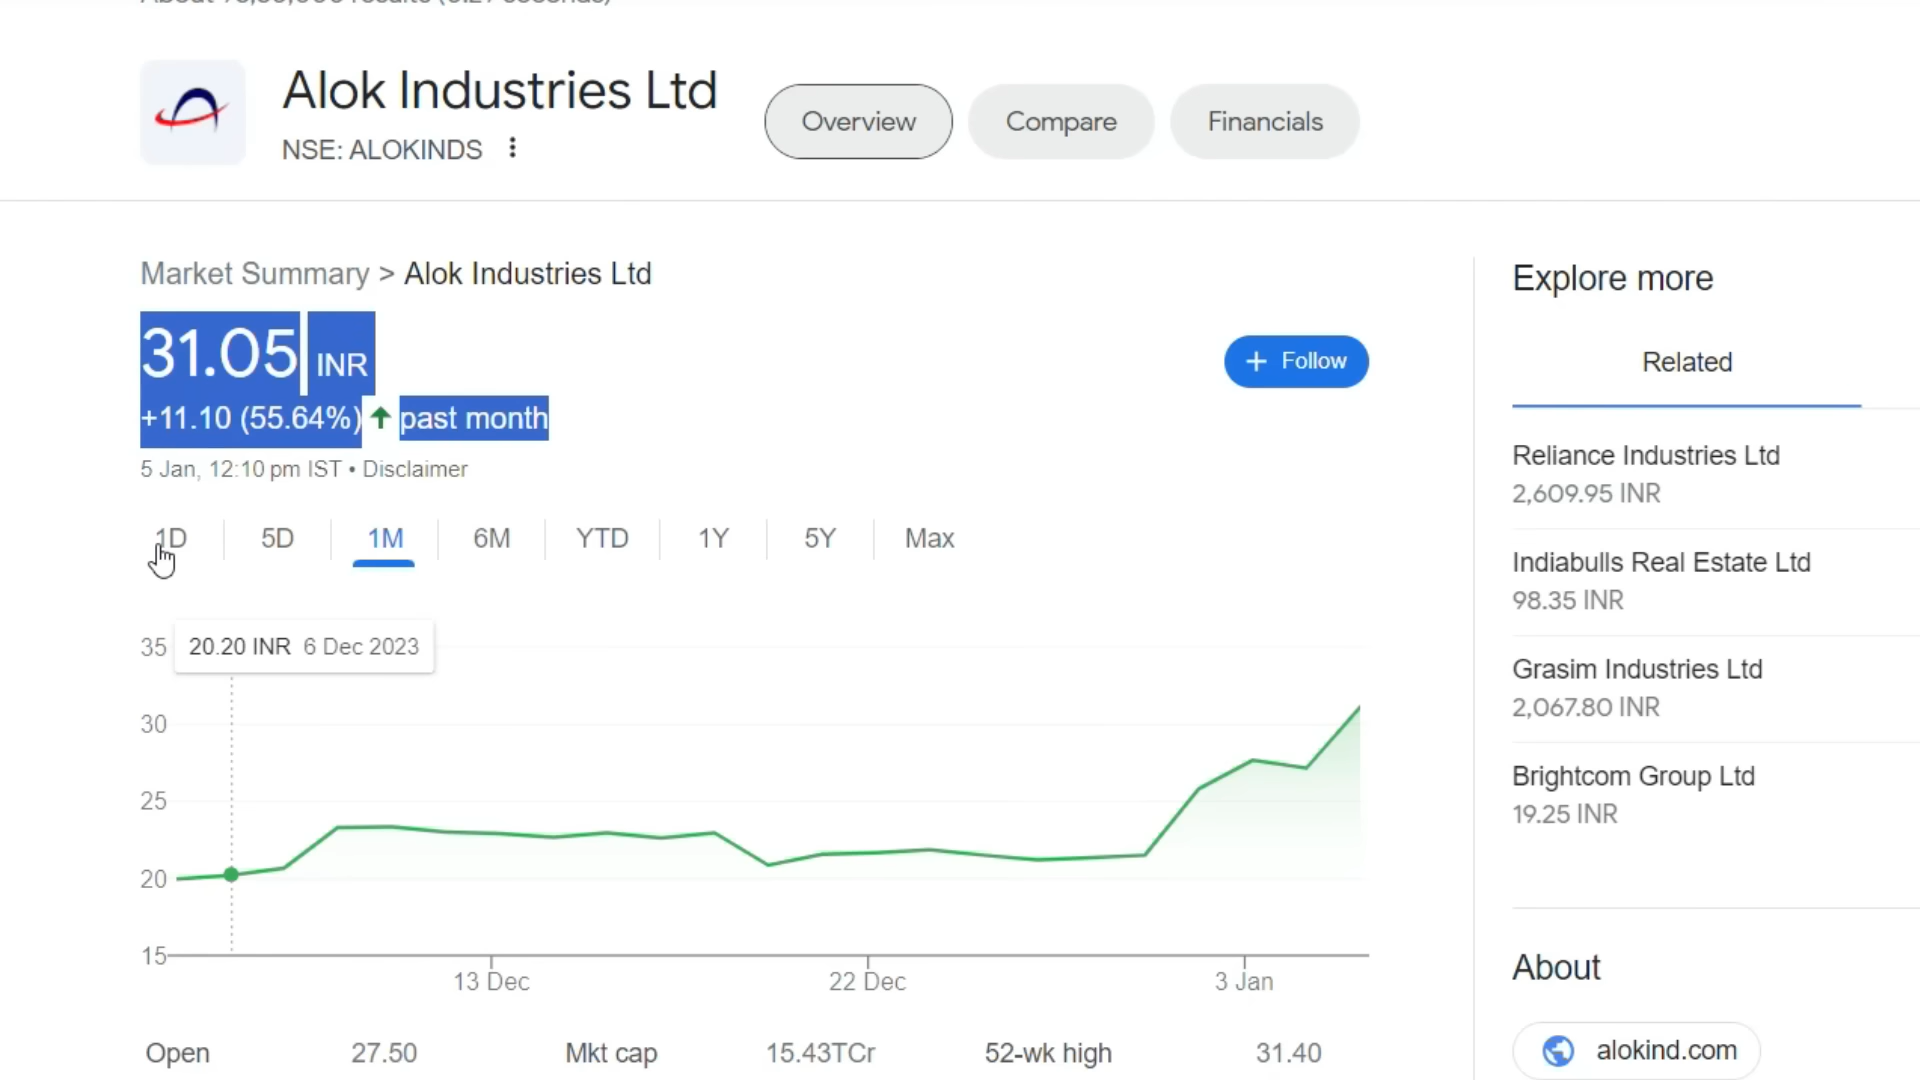 Alok Industries Ltd
NSE: ALOKINDS
Overview
Compare
Financials
Market Summary > Alok Industries Ltd
31.05 INR
+11.10 (55.64%) past month
5 Jan, 12:10 pm IST • Disclaimer
+ Follow
1D
5D
1M
6M
YTD
1Y
5Y
Max
20.20 INR 6 Dec 2023
35
30
25
20
15
13 Dec
22 Dec
3 Jan
Open 27.50
Mkt cap 15.43TCr
52-wk high 31.40
Explore more
Related
Reliance Industries Ltd
2,609.95 INR
Indiabulls Real Estate Ltd
98.35 INR
Grasim Industries Ltd
2,067.80 INR
Brightcom Group Ltd
19.25 INR
About
alokind.com